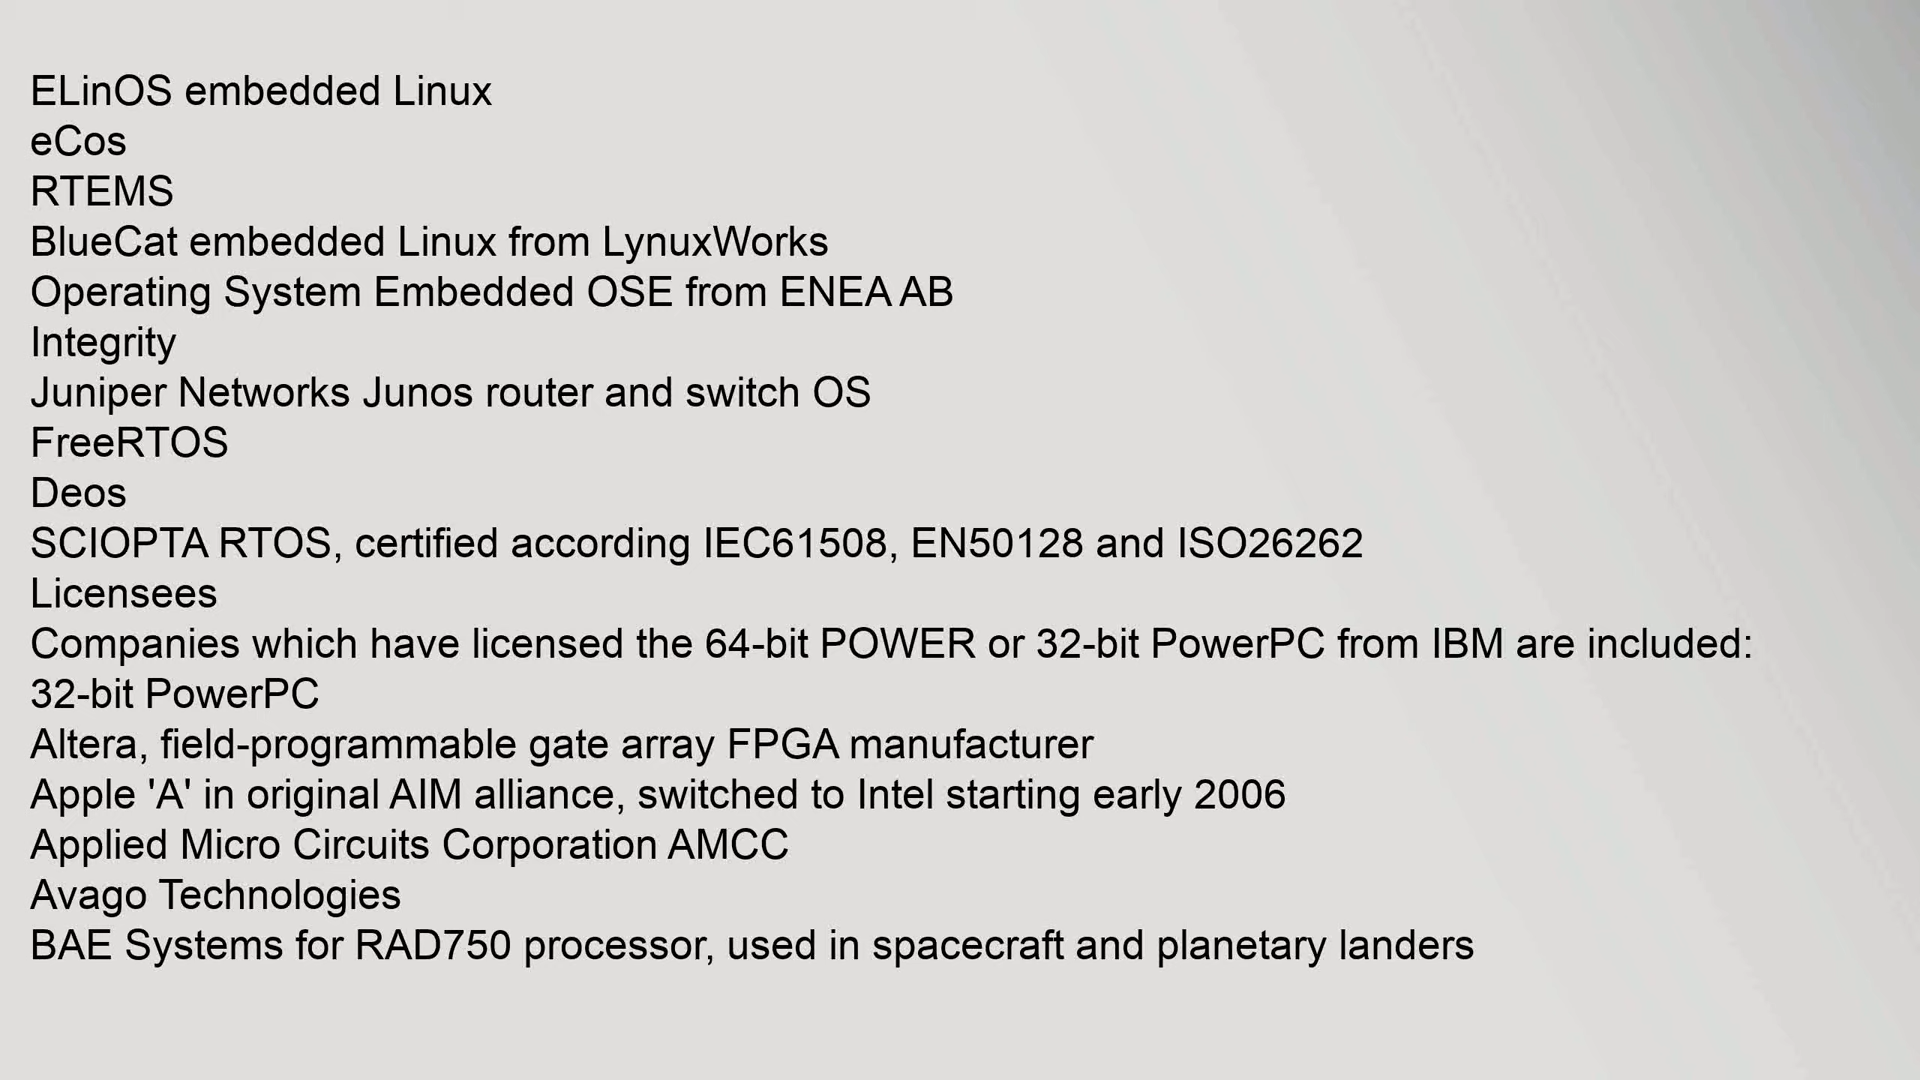 ELinOS embedded Linux
eCos
RTEMS
BlueCat embedded Linux from LynuxWorks
Operating System Embedded OSE from ENEA AB
Integrity
Juniper Networks Junos router and switch OS
FreeRTOS
Deos
SCIOPTA RTOS, certified according IEC61508, EN50128 and ISO26262
Licensees
Companies which have licensed the 64-bit POWER or 32-bit PowerPC from IBM are included:
32-bit PowerPC
Altera, field-programmable gate array FPGA manufacturer
Apple 'A' in original AIM alliance, switched to Intel starting early 2006
Applied Micro Circuits Corporation AMCC
Avago Technologies
BAE Systems for RAD750 processor, used in spacecraft and planetary landers